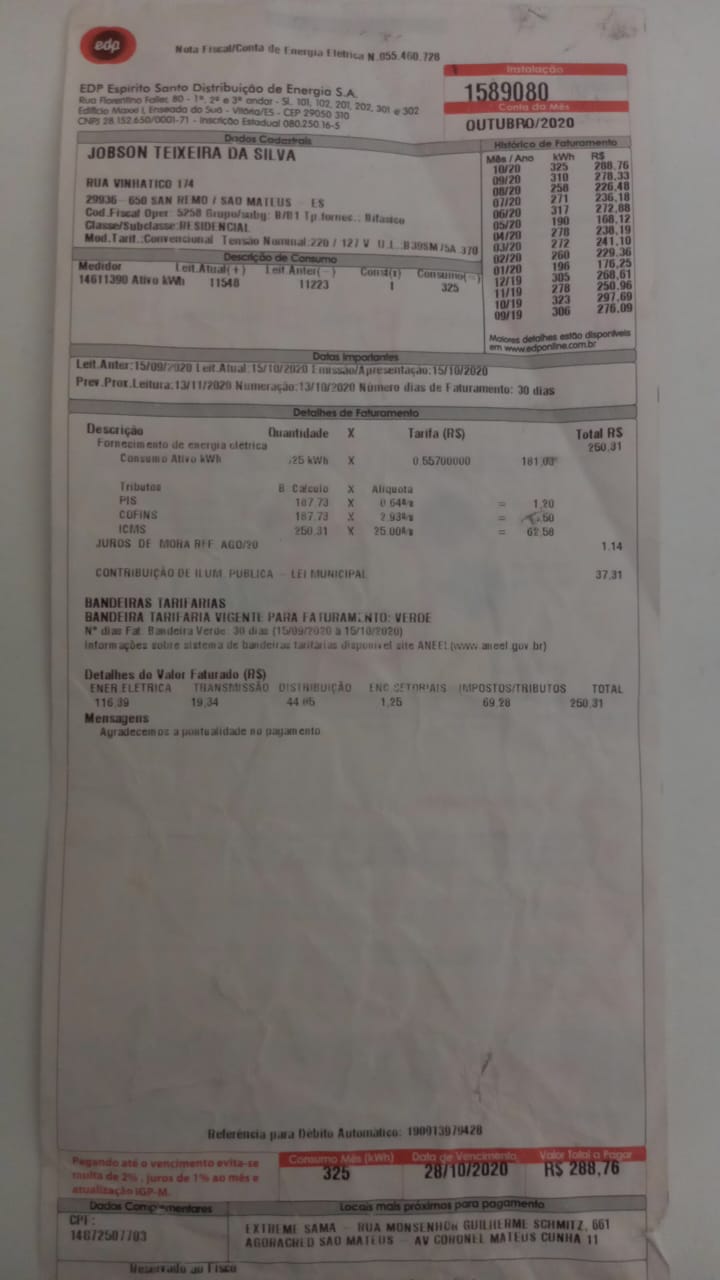 edp
Nota Fiscal/Conta de Energia Elétrica N.055.460.728
EDP Espirito Santo Distribuição de Energia S.A.
Rua Florentino Faller, 80 - 1º, 2º e 3º andar - Sl. 101, 102, 201, 202, 301 e 302
Edifício Maxxi I, Enseada do Suá - Vitória/ES - CEP 29050 310
CNPJ 28.152.650/0001-71 - Inscrição Estadual 080.250.16-5
Instalação
1589080
Conta do Mês
OUTUBRO/2020
Dados Cadastrais
JOBSON TEIXEIRA DA SILVA
RUA VINHATICO 174
29936-650 SAN REMO / SAO MATEUS - ES
Cod.Fiscal Oper: 5258 Grupo/subg: B/B1 Tp.fornec.: Bifasico
Classe/Subclasse:RESIDENCIAL
Mod.Tarif.:Convencional Tensão Nominal:220 / 127 V U.L.:B39SM75A 370
Histórico de Faturamento
Mês / Ano kWh R$
10/20 325 288,76
09/20 310 278,33
08/20 258 226,48
07/20 271 236,18
06/20 317 272,88
05/20 190 168,12
04/20 278 238,19
03/20 272 241,10
02/20 260 229,36
01/20 196 176,25
12/19 305 268,61
11/19 278 250,96
10/19 323 297,69
09/19 306 276,09
Maiores detalhes estão disponíveis
em www.edponline.com.br
Descrição de Consumo
Medidor Leit.Atual(+) Leit.Anter(-) Const(x) Consumo(=)
14611390 Ativo kWh 11548 11223 1 325
Datas Importantes
Leit.Anter:15/09/2020 Leit.Atual:15/10/2020 Emissão/Apresentação:15/10/2020
Prev.Prox.Leitura:13/11/2020 Numeração:13/10/2020 Número dias de Faturamento: 30 dias
Detalhes de Faturamento
Descrição Quantidade X Tarifa (R$) Total R$
Fornecimento de energia elétrica 250,31
Consumo Ativo kWh 25 kWh X 0,55700000 181,03
Tributos B. Calculo X Aliquota
PIS 187,73 X 0.64% = 1,20
COFINS 187,73 X 2.93% = ,50
ICMS 250,31 X 25.00% = 62,58
JUROS DE MORA REF. AGO/20 1,14
CONTRIBUIÇÃO DE ILUM. PUBLICA - LEI MUNICIPAL 37,31
BANDEIRAS TARIFARIAS
BANDEIRA TARIFARIA VIGENTE PARA FATURAMENTO: VERDE
Nº dias Fat. Bandeira Verde: 30 dias (15/09/2020 à 15/10/2020)
Informações sobre sistema de bandeiras tarifarias disponivel site ANEEL(www.aneel.gov.br)
Detalhes do Valor Faturado (R$)
ENER.ELETRICA TRANSMISSÃO DISTRIBUIÇÃO ENC SETORIAIS IMPOSTOS/TRIBUTOS TOTAL
116,39 19,34 44,05 1,25 69,28 250,31
Mensagens
Agradecemos a pontualidade no pagamento
Referência para Débito Automático: 190913979428
Pagando até o vencimento evita-se
multa de 2%, juros de 1% ao mês e
atualização IGP-M.
Consumo Mês (kWh) Data de Vencimento Valor Total a Pagar
325 28/10/2020 R$ 288,76
Dados Complementares
CPF:
14872507703
Locais mais próximos para pagamento
EXTREME SAMA - RUA MONSENHOR GUILHERME SCHMITZ, 661
AGORACRED SAO MATEUS - AV CORONEL MATEUS CUNHA 11
Reservado ao Fisco